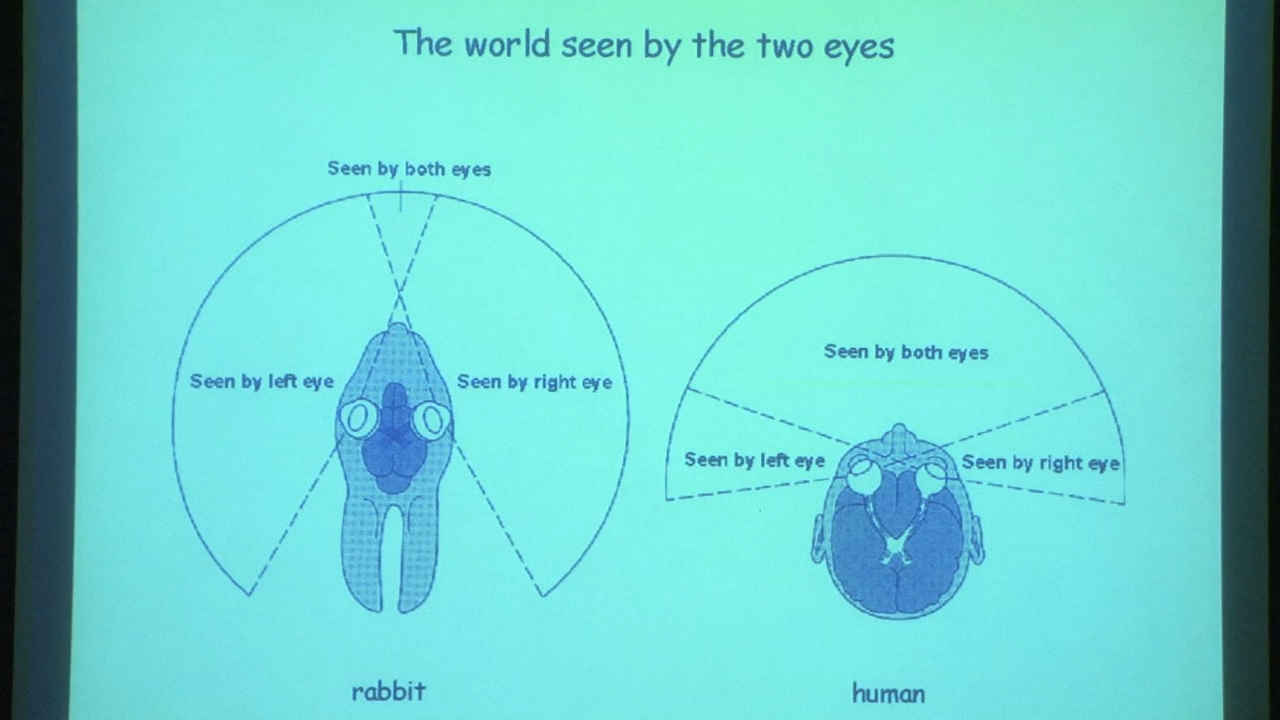 The world seen by the two eyes
Seen by both eyes
Seen by left eye
Seen by right eye
Seen by both eyes
Seen by left eye
Seen by right eye
rabbit
human